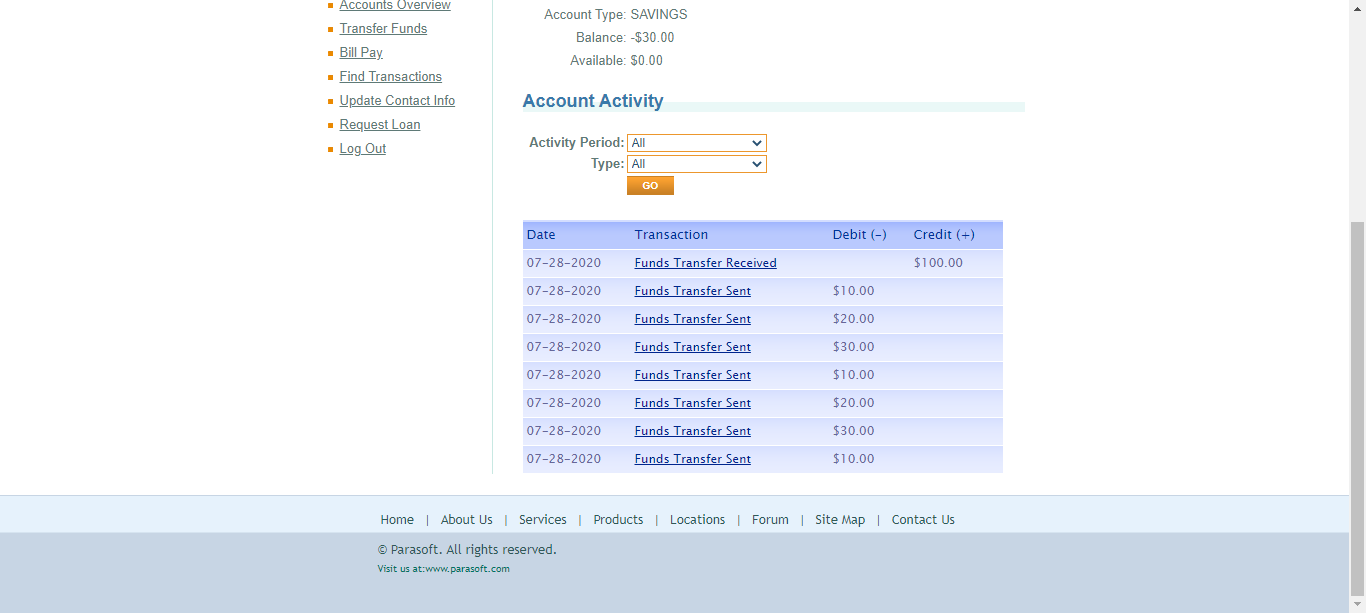 Accounts Overview
Transfer Funds
Bill Pay
Find Transactions
Update Contact Info
Request Loan
Log Out
Account Type: SAVINGS
Balance: -$30.00
Available: $0.00
Account Activity
Activity Period: All
Type: All
GO
Date Transaction Debit (-) Credit (+)
07-28-2020 Funds Transfer Received $100.00
07-28-2020 Funds Transfer Sent $10.00
07-28-2020 Funds Transfer Sent $20.00
07-28-2020 Funds Transfer Sent $30.00
07-28-2020 Funds Transfer Sent $10.00
07-28-2020 Funds Transfer Sent $20.00
07-28-2020 Funds Transfer Sent $30.00
07-28-2020 Funds Transfer Sent $10.00
Home | About Us | Services | Products | Locations | Forum | Site Map | Contact Us
© Parasoft. All rights reserved.
Visit us at:www.parasoft.com